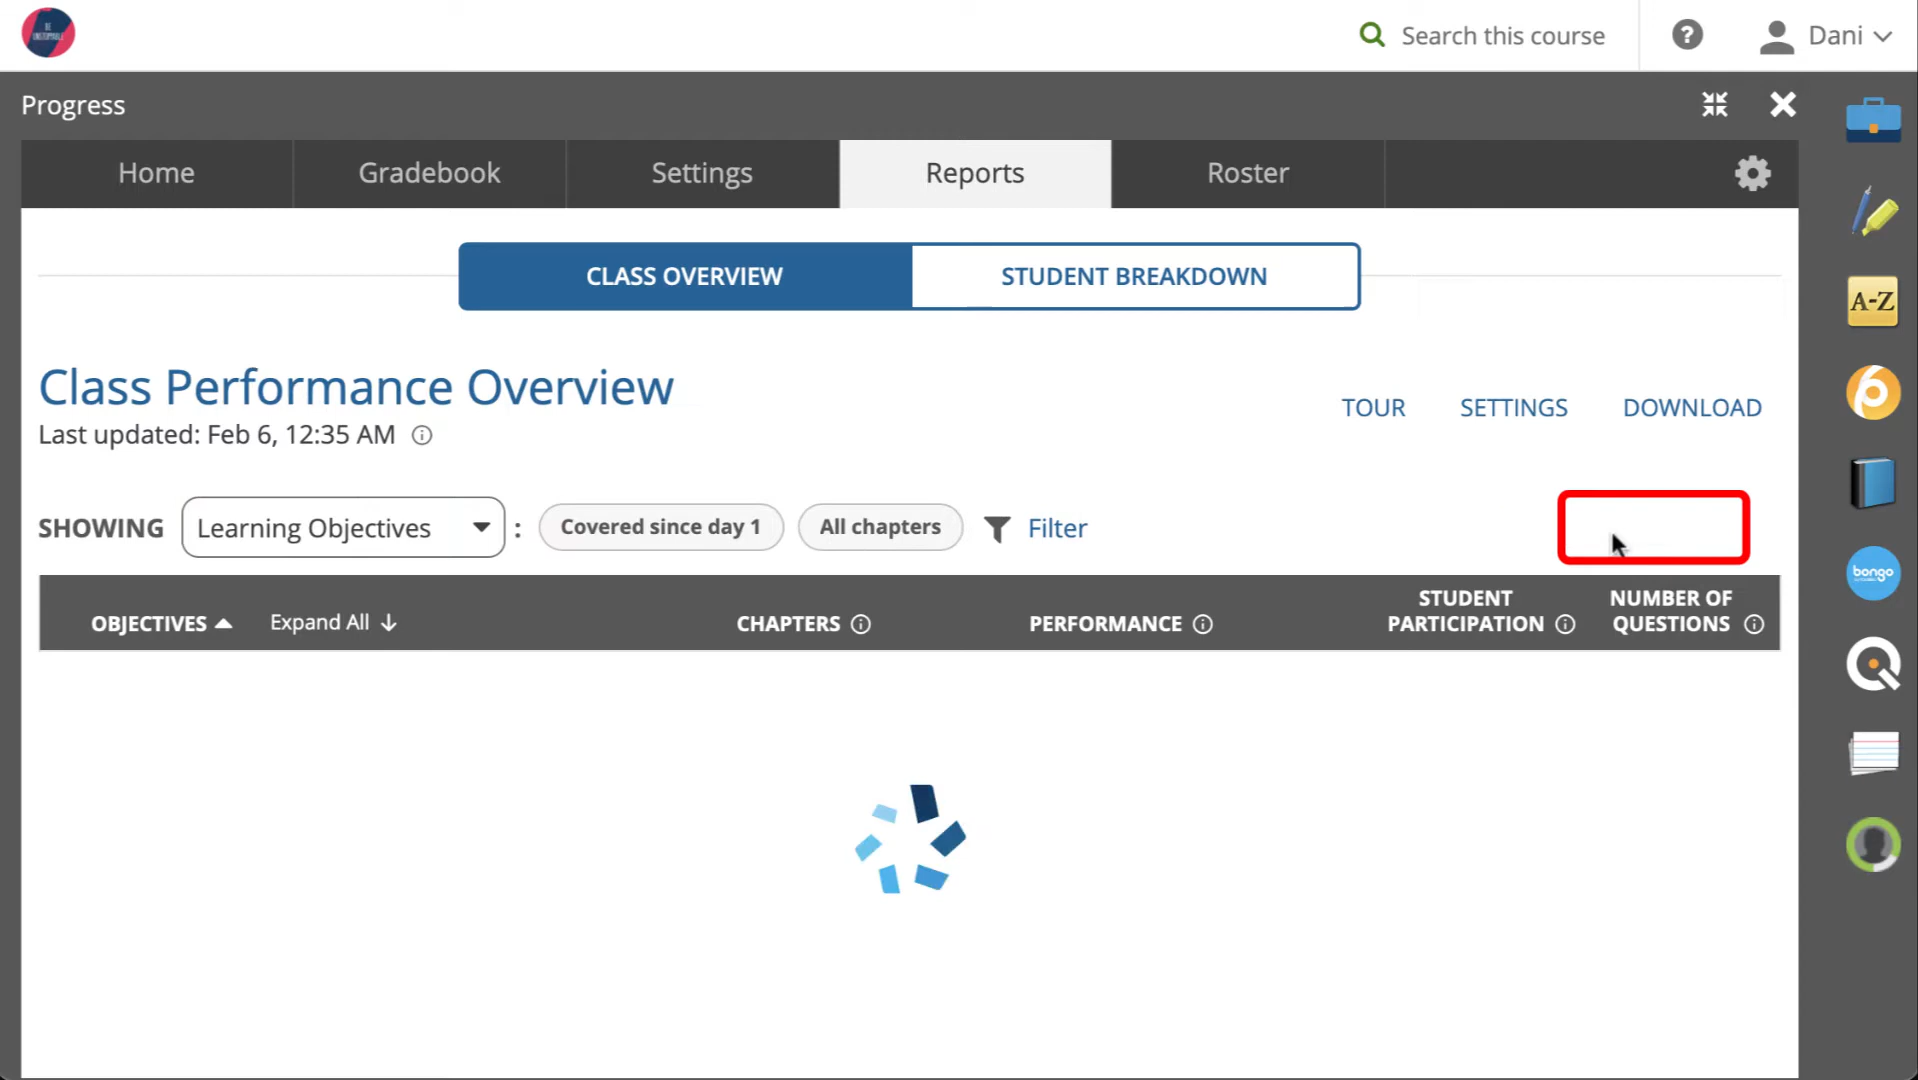 BE
UNSTOPPABLE
Search this course
?
Dani
Progress
Home
Gradebook
Settings
Reports
Roster
CLASS OVERVIEW
STUDENT BREAKDOWN
Class Performance Overview
Last updated: Feb 6, 12:35 AM
TOUR
SETTINGS
DOWNLOAD
SHOWING
Learning Objectives
:
Covered since day 1
All chapters
Filter
OBJECTIVES
Expand All
CHAPTERS
PERFORMANCE
STUDENT
PARTICIPATION
NUMBER OF
QUESTIONS
A-Z
bongo